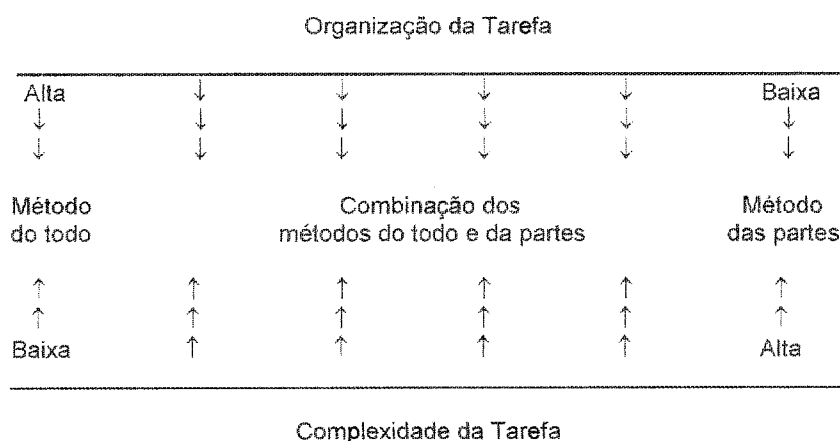 Organização da Tarefa
Alta ↓ ↓ ↓ ↓ Baixa
↓ ↓ ↓ ↓ ↓ ↓
↓ ↓ ↓ ↓ ↓ ↓
Método Combinação dos Método
do todo métodos do todo e da partes das partes
↑ ↑ ↑ ↑ ↑ ↑
↑ ↑ ↑ ↑ ↑ ↑
Baixa ↑ ↑ ↑ ↑ Alta
Complexidade da Tarefa